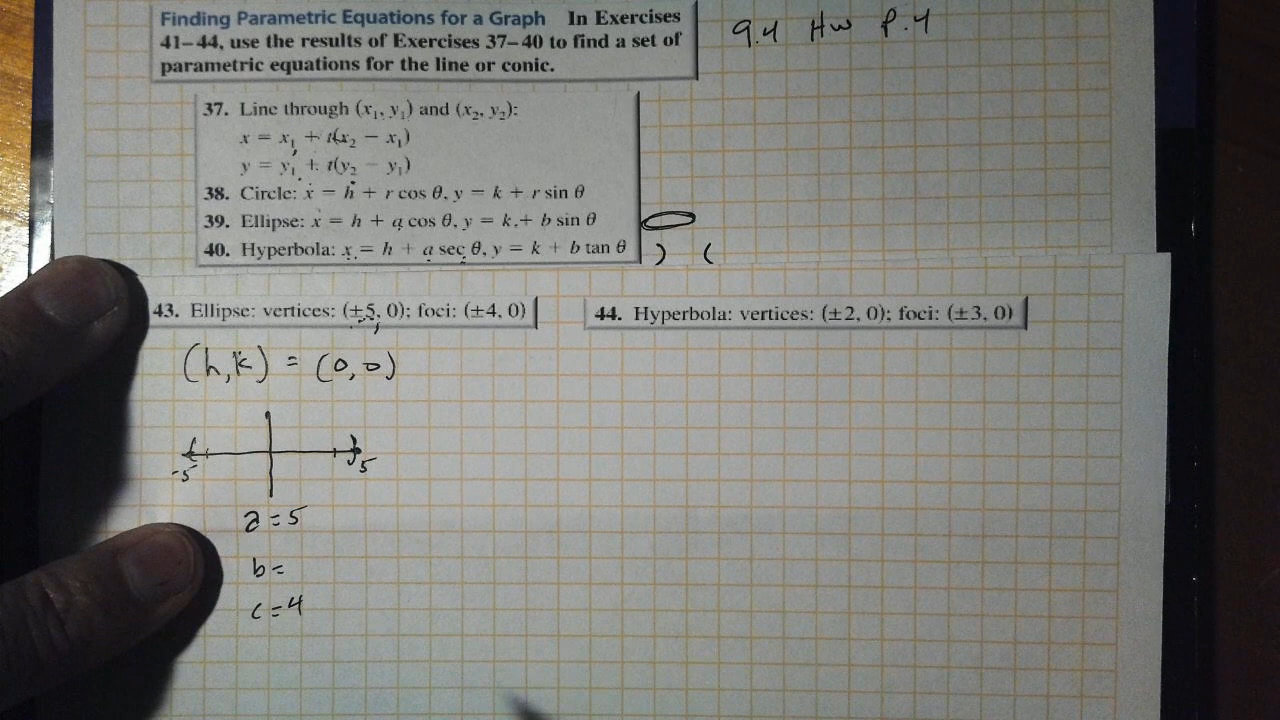 Finding Parametric Equations for a Graph In Exercises
41–44, use the results of Exercises 37–40 to find a set of
parametric equations for the line or conic.
9.4 HW P.4
37. Line through (x₁, y₁) and (x₂, y₂):
x = x₁ + t(x₂ − x₁)
y = y₁ + t(y₂ − y₁)
38. Circle: x = h + r cos θ, y = k + r sin θ
39. Ellipse: x = h + a cos θ, y = k + b sin θ
40. Hyperbola: x = h + a sec θ, y = k + b tan θ
43. Ellipse: vertices: (±5, 0); foci: (±4, 0)
44. Hyperbola: vertices: (±2, 0); foci: (±3, 0)
(h,k) = (0,0)
-5 5
a=5
b=
c=4